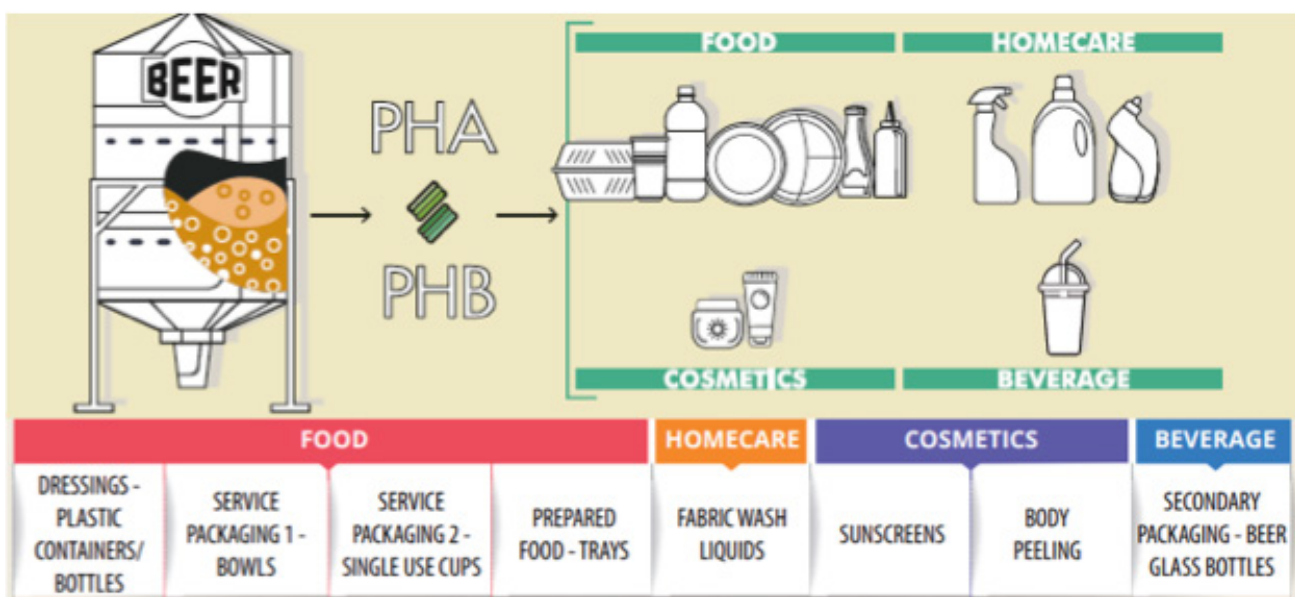 BEER
PHA
PHB
FOOD
HOMECARE
COSMETICS
BEVERAGE
FOOD
HOMECARE
COSMETICS
BEVERAGE
DRESSINGS -
PLASTIC
CONTAINERS/
BOTTLES
SERVICE
PACKAGING 1 -
BOWLS
SERVICE
PACKAGING 2 -
SINGLE USE CUPS
PREPARED
FOOD - TRAYS
FABRIC WASH
LIQUIDS
SUNSCREENS
BODY
PEELING
SECONDARY
PACKAGING - BEER
GLASS BOTTLES